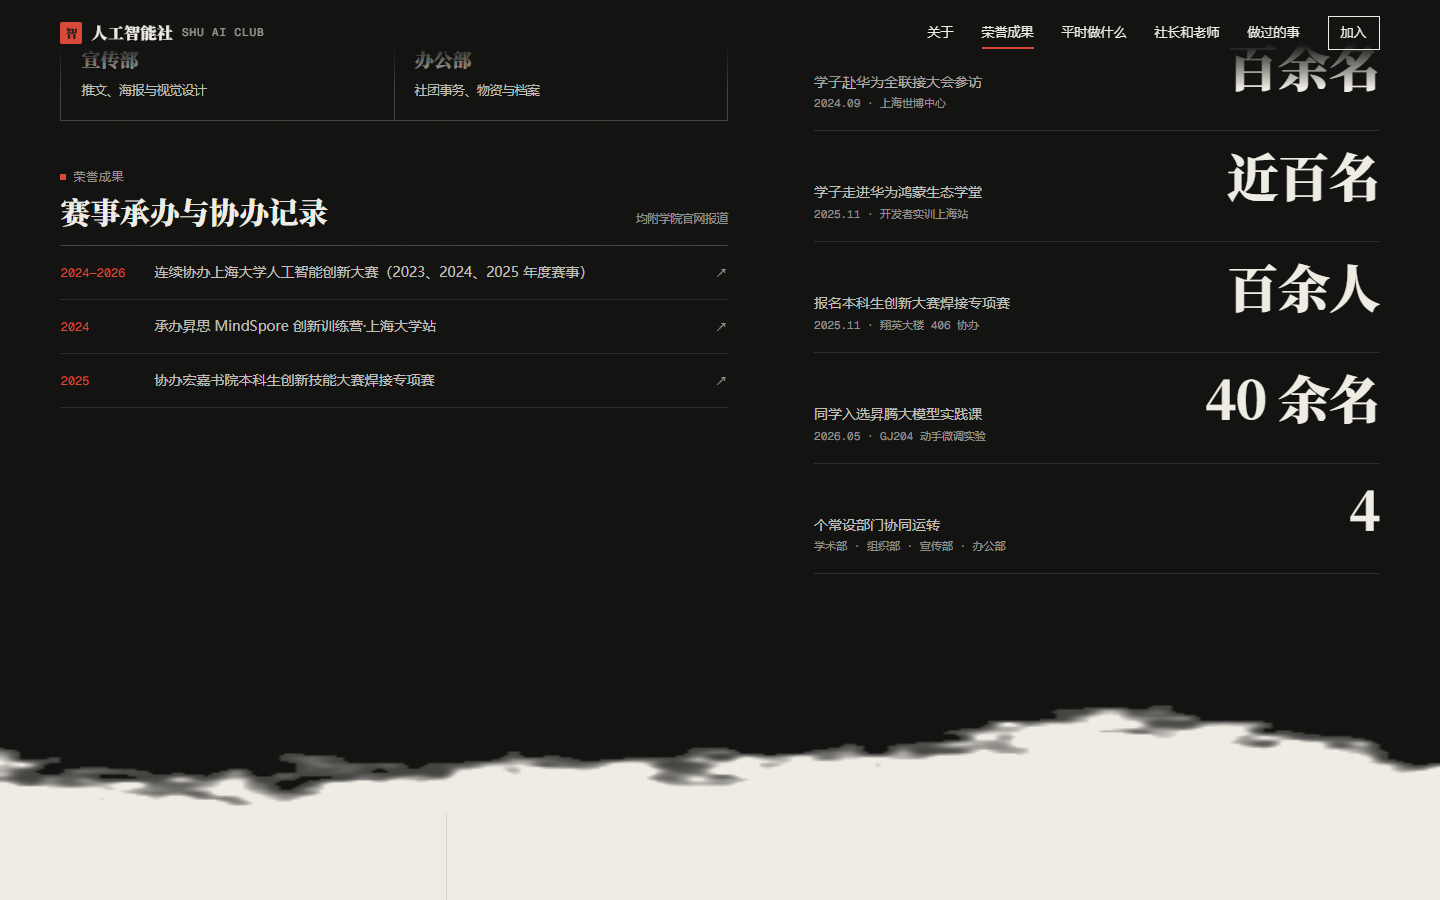 智 人工智能社 SHU AI CLUB
关于 荣誉成果 平时做什么 社长和老师 做过的事 加入
宣传部
推文、海报与视觉设计
办公部
社团事务、物资与档案
荣誉成果
赛事承办与协办记录
均附学院官网报道
2024–2026 连续协办上海大学人工智能创新大赛（2023、2024、2025 年度赛事） ↗
2024 承办昇思 MindSpore 创新训练营·上海大学站 ↗
2025 协办宏嘉书院本科生创新技能大赛焊接专项赛 ↗
百余名
学子赴华为全联接大会参访
2024.09 · 上海世博中心
近百名
学子走进华为鸿蒙生态学堂
2025.11 · 开发者实训上海站
百余人
报名本科生创新大赛焊接专项赛
2025.11 · 翔英大楼 406 协办
40 余名
同学入选昇腾大模型实践课
2026.05 · GJ204 动手微调实验
4
个常设部门协同运转
学术部 · 组织部 · 宣传部 · 办公部